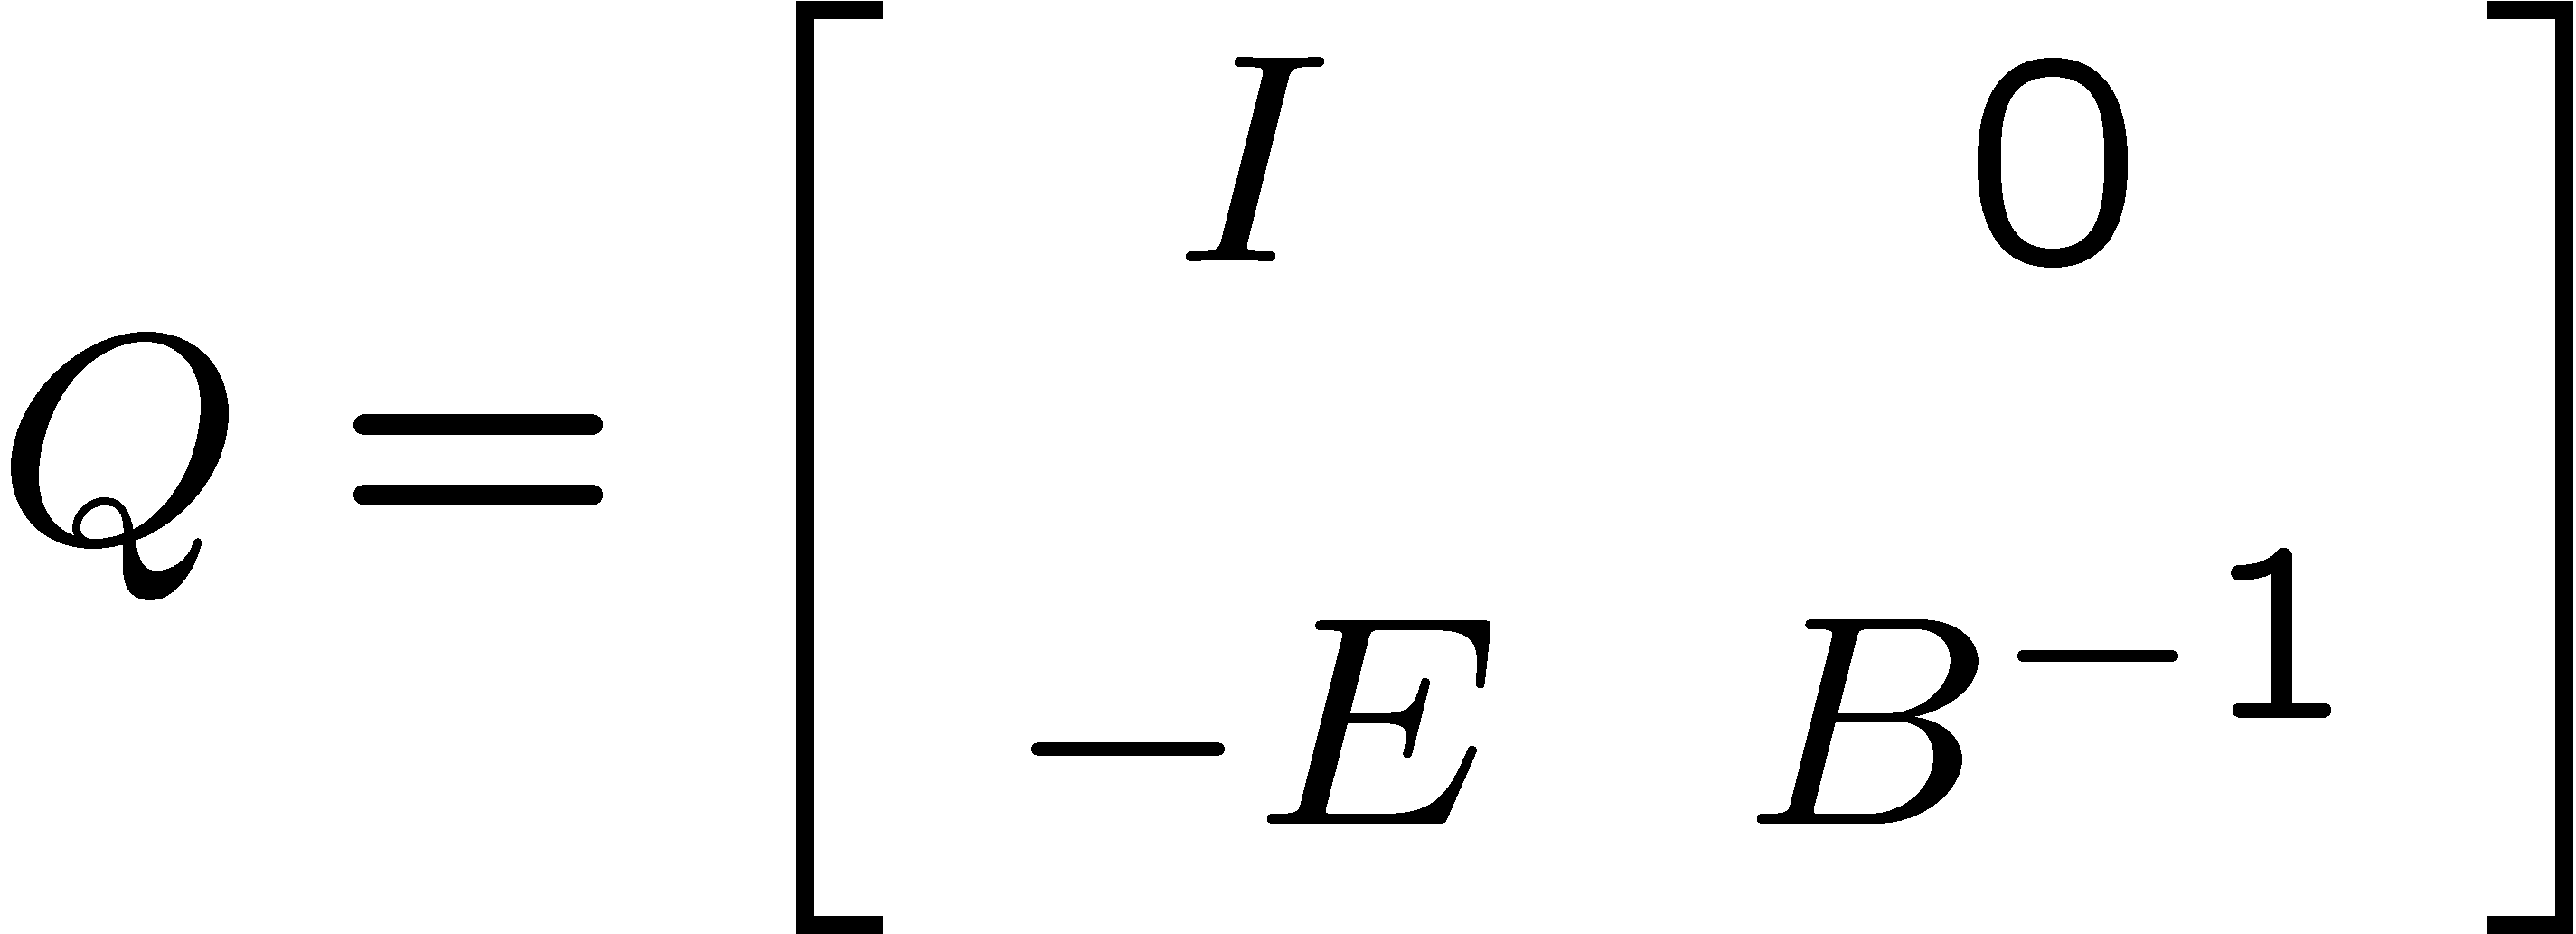 Q = [ I 0
-E B⁻¹ ]